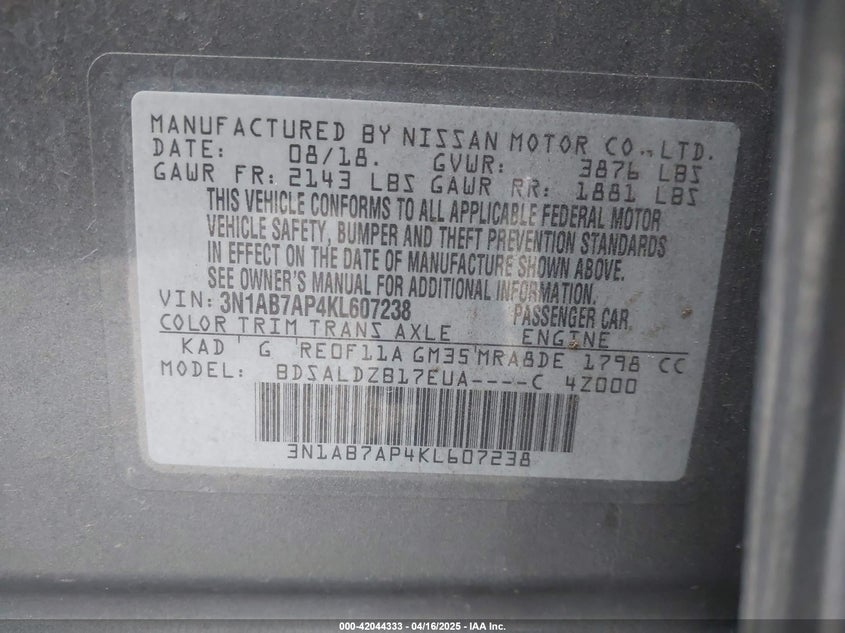 MANUFACTURED BY NISSAN MOTOR CO., LTD.
DATE: 08/18. GVWR: 3876 LBS
GAWR FR: 2143 LBS GAWR RR: 1881 LBS
THIS VEHICLE CONFORMS TO ALL APPLICABLE FEDERAL MOTOR
VEHICLE SAFETY, BUMPER AND THEFT PREVENTION STANDARDS
IN EFFECT ON THE DATE OF MANUFACTURE SHOWN ABOVE.
SEE OWNER'S MANUAL FOR ADDITIONAL INFORMATION.
VIN: 3N1AB7AP4KL607238 PASSENGER CAR
COLOR TRIM TRANS AXLE ENGINE
KAD ' G RE0F11A GM35 MRA8DE 1798 CC
MODEL: BDSALDZB17EUA----C 4Z000
3N1AB7AP4KL607238
000-42044333 - 04/16/2025 - IAA Inc.